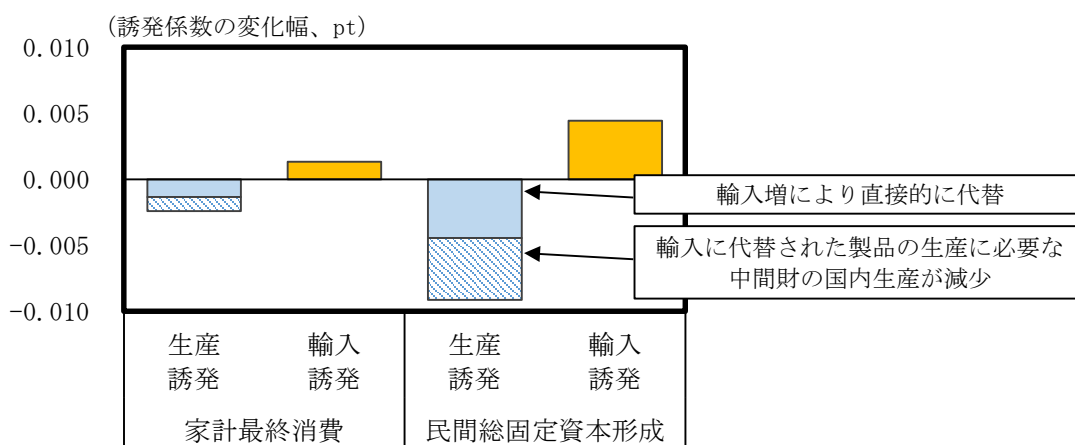 （誘発係数の変化幅、pt）
0.010
0.005
0.000
-0.005
-0.010
輸入増により直接的に代替
輸入に代替された製品の生産に必要な
中間財の国内生産が減少
生産 輸入 生産 輸入
誘発 誘発 誘発 誘発
家計最終消費 民間総固定資本形成